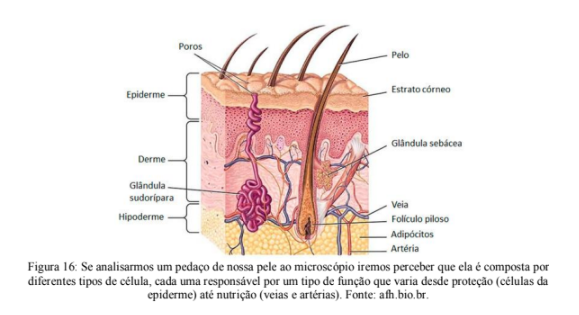 Poros
Pelo
Epiderme
Estrato córneo
Derme
Glândula sebácea
Glândula
sudorípara
Hipoderme
Veia
Folículo piloso
Adipócitos
Artéria
Figura 16: Se analisarmos um pedaço de nossa pele ao microscópio iremos perceber que ela é composta por
diferentes tipos de célula, cada uma responsável por um tipo de função que varia desde proteção (células da
epiderme) até nutrição (veias e artérias). Fonte: afh.bio.br.